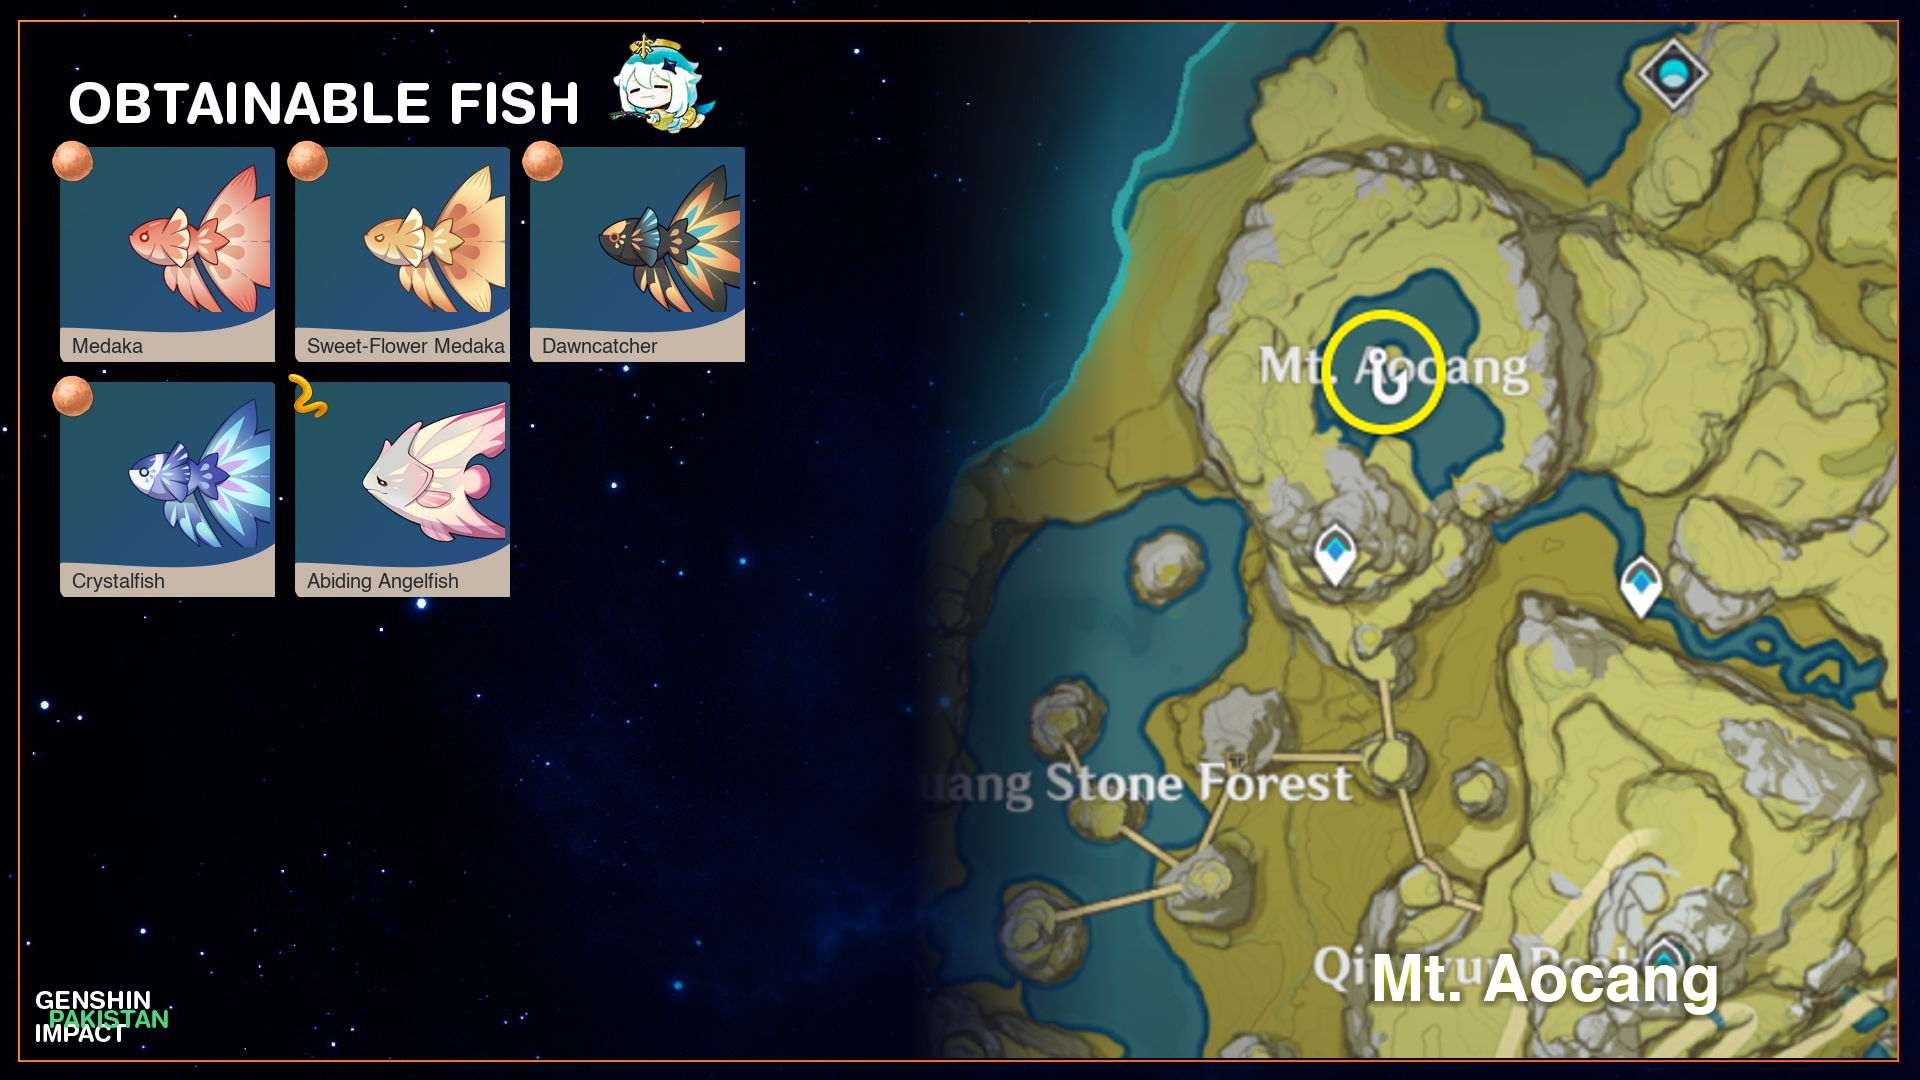 OBTAINABLE FISH
Medaka
Sweet-Flower Medaka
Dawncatcher
Crystalfish
Abiding Angelfish
Mt. Aocang
Stone Forest
Mt. Aocang
GENSHIN
PAKISTAN
IMPACT